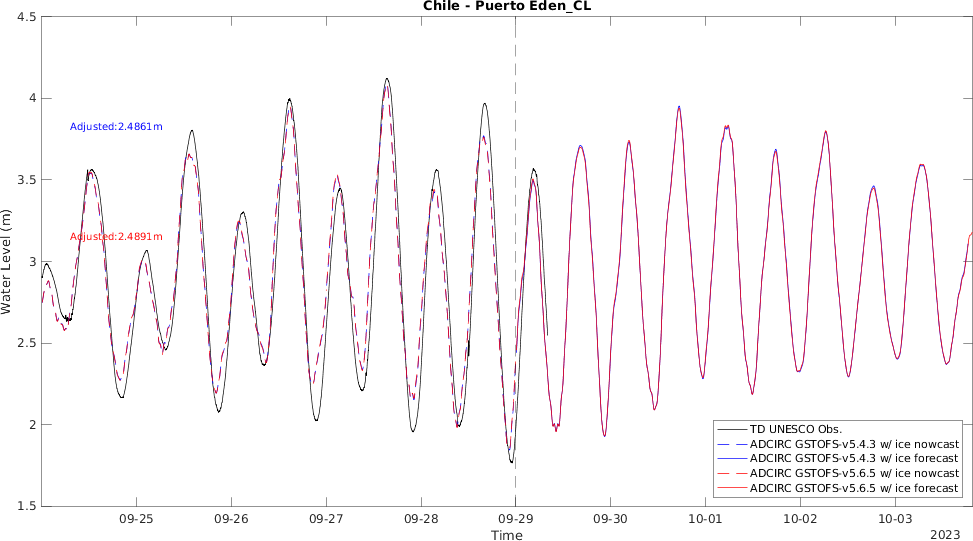 Chile - Puerto Eden_CL
4.5
4
3.5
3
2.5
2
1.5
Water Level (m)
Adjusted:2.4861m
Adjusted:2.4891m
TD UNESCO Obs.
ADCIRC GSTOFS-v5.4.3 w/ ice nowcast
ADCIRC GSTOFS-v5.4.3 w/ ice forecast
ADCIRC GSTOFS-v5.6.5 w/ ice nowcast
ADCIRC GSTOFS-v5.6.5 w/ ice forecast
09-25 09-26 09-27 09-28 09-29 09-30 10-01 10-02 10-03
Time
2023